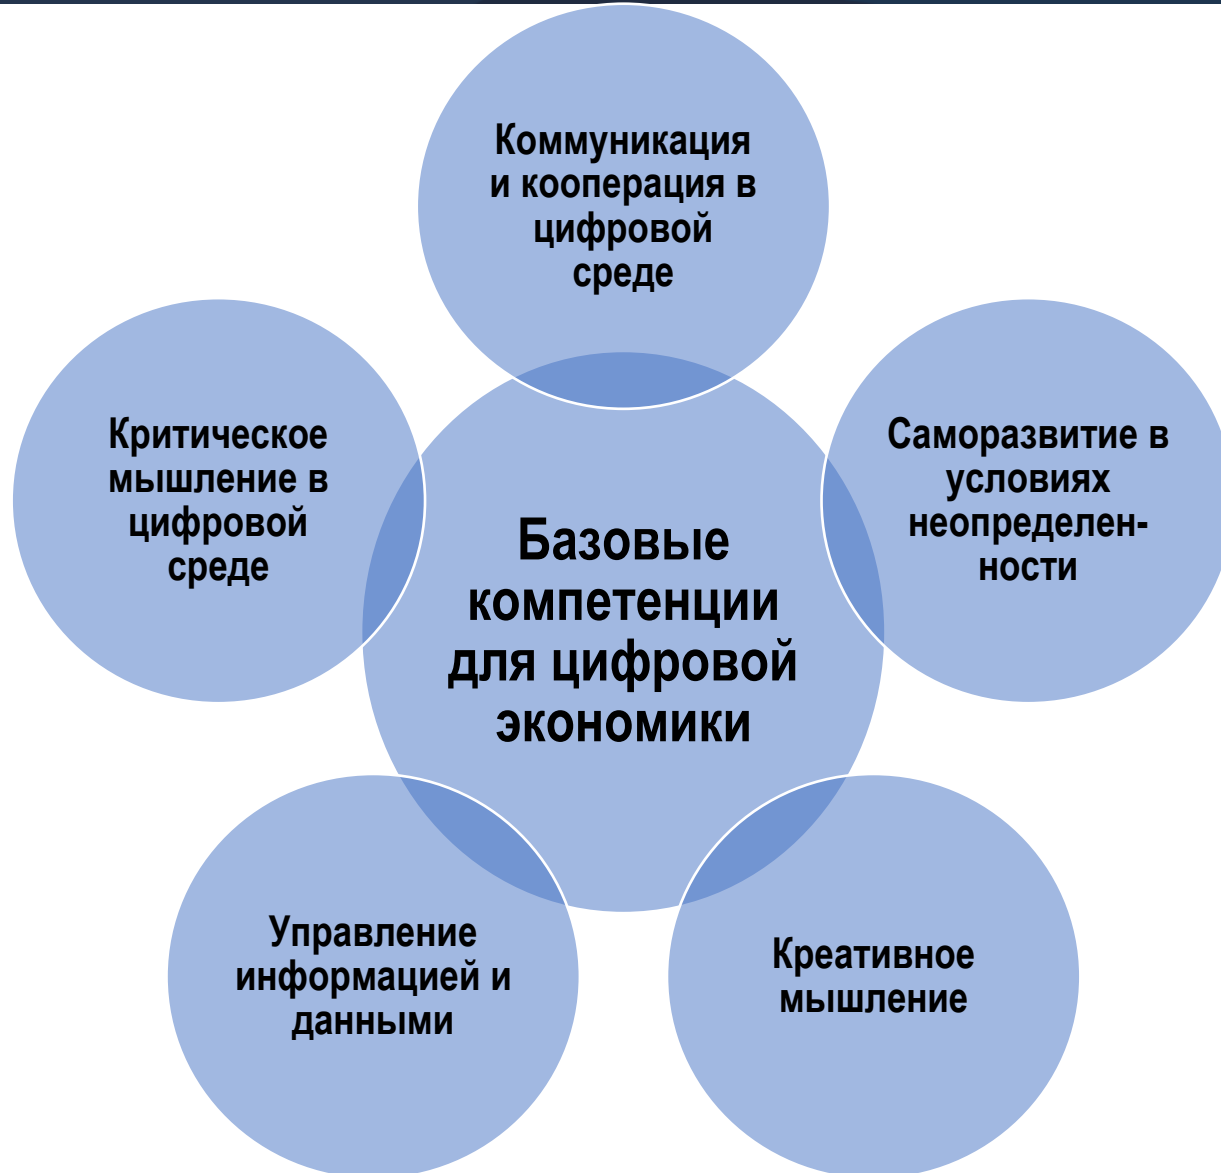 Коммуникация
и кооперация в
цифровой
среде
Критическое
мышление в
цифровой
среде
Саморазвитие в
условиях
неопределен-
ности
Базовые
компетенции
для цифровой
экономики
Управление
информацией и
данными
Креативное
мышление